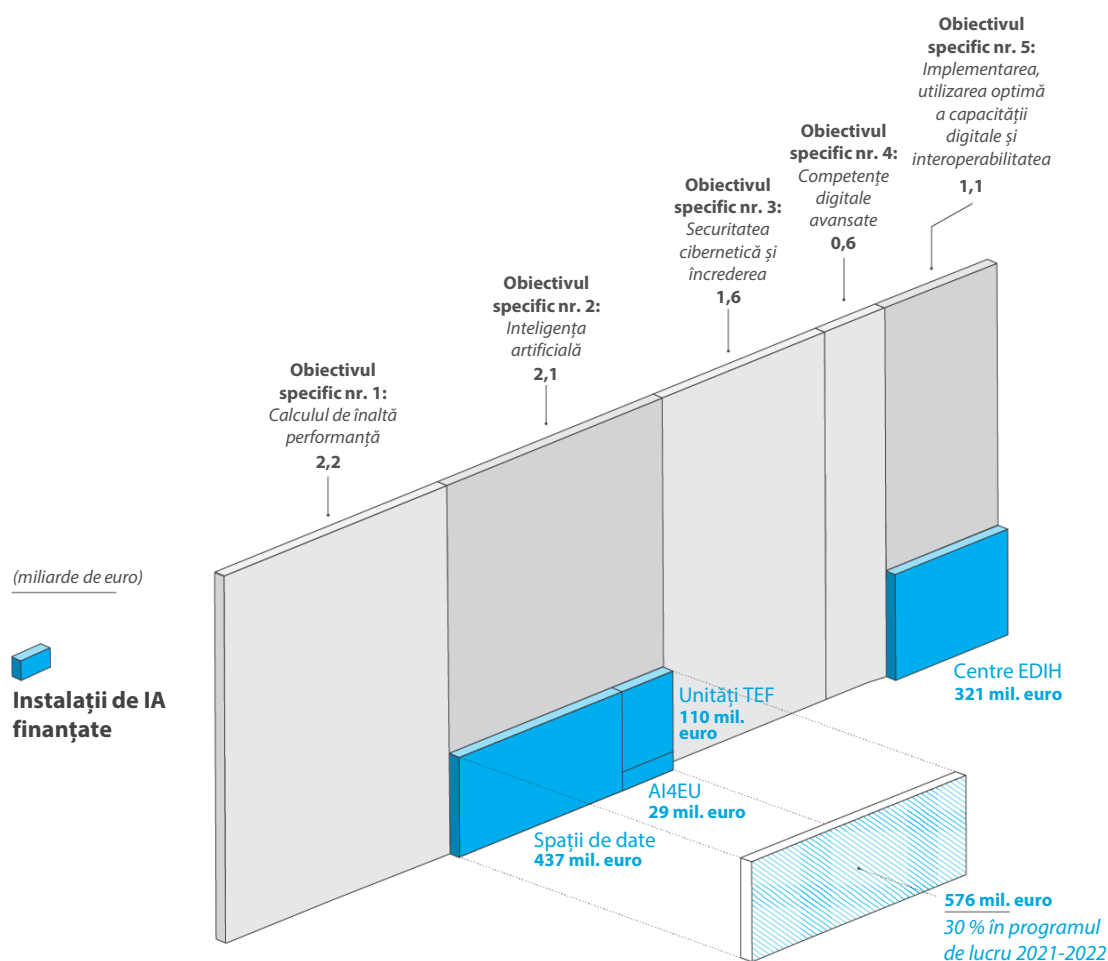 Obiectivul
specific nr. 5:
Implementarea,
utilizarea optimă
a capacității
digitale și
interoperabilitatea
1,1
Obiectivul
specific nr. 4:
Competențe
digitale
avansate
0,6
Obiectivul
specific nr. 3:
Securitatea
cibernetică și
încrederea
1,6
Obiectivul
specific nr. 2:
Inteligența
artificială
2,1
Obiectivul
specific nr. 1:
Calculul de înaltă
performanță
2,2
(miliarde de euro)
Instalații de IA
finanțate
Unități TEF
110 mil.
euro
AI4EU
29 mil. euro
Spații de date
437 mil. euro
Centre EDIH
321 mil. euro
576 mil. euro
30 % în programul
de lucru 2021-2022